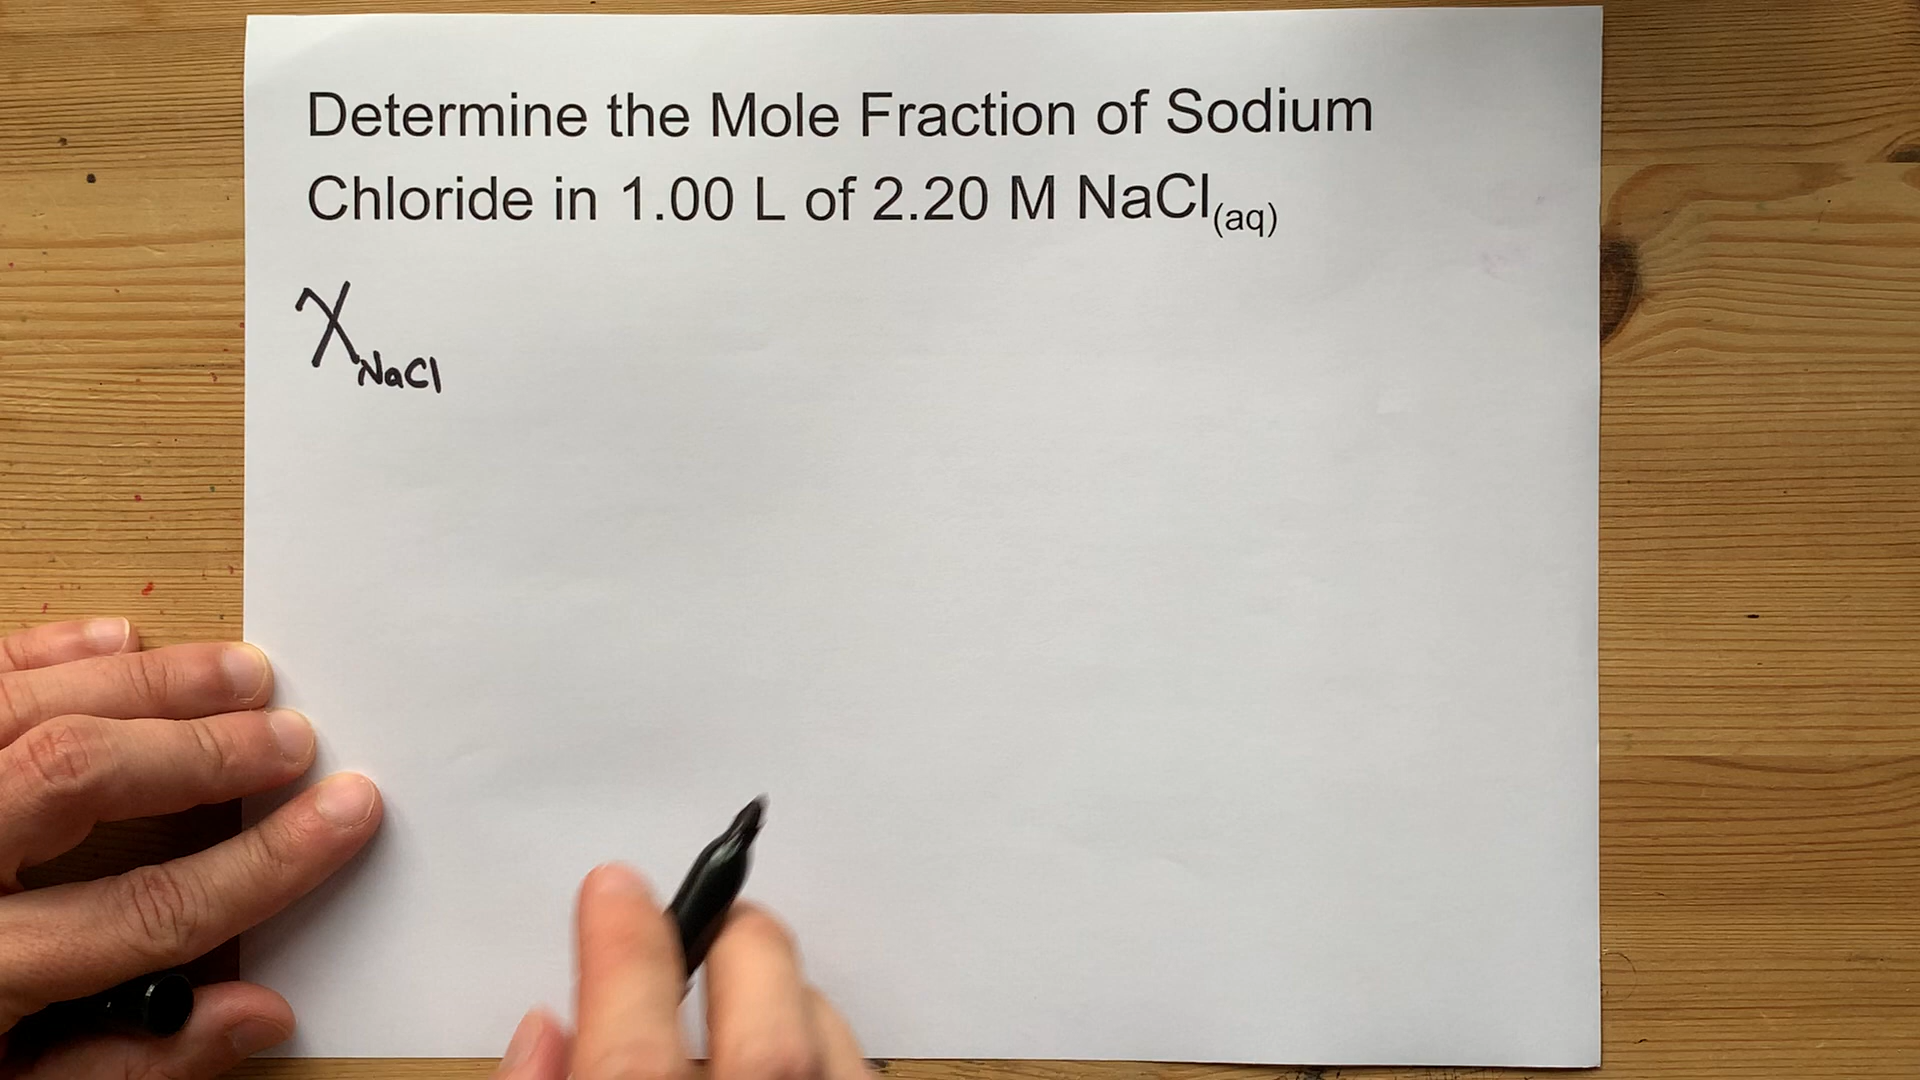 Determine the Mole Fraction of Sodium
Chloride in 1.00 L of 2.20 M NaCl(aq)
χNaCl